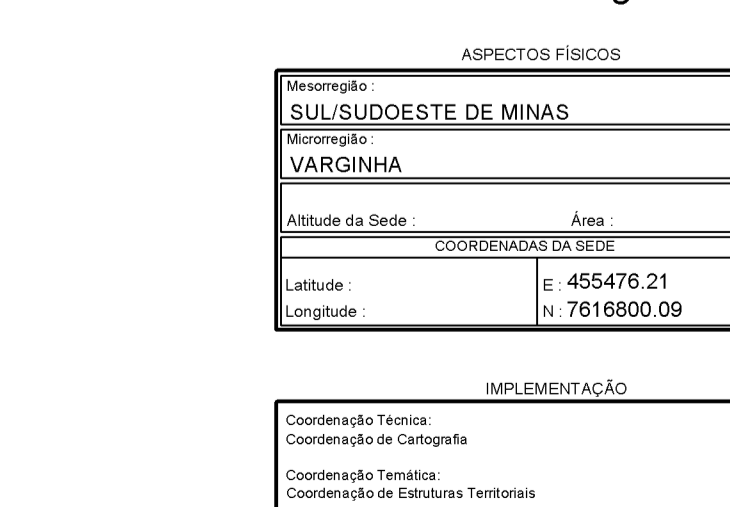 ASPECTOS FÍSICOS
Mesorregião :
SUL/SUDOESTE DE MINAS
Microrregião :
VARGINHA
Altitude da Sede : Área :
COORDENADAS DA SEDE
Latitude : E : 455476.21
Longitude : N : 7616800.09
IMPLEMENTAÇÃO
Coordenação Técnica:
Coordenação de Cartografia
Coordenação Temática:
Coordenação de Estruturas Territoriais